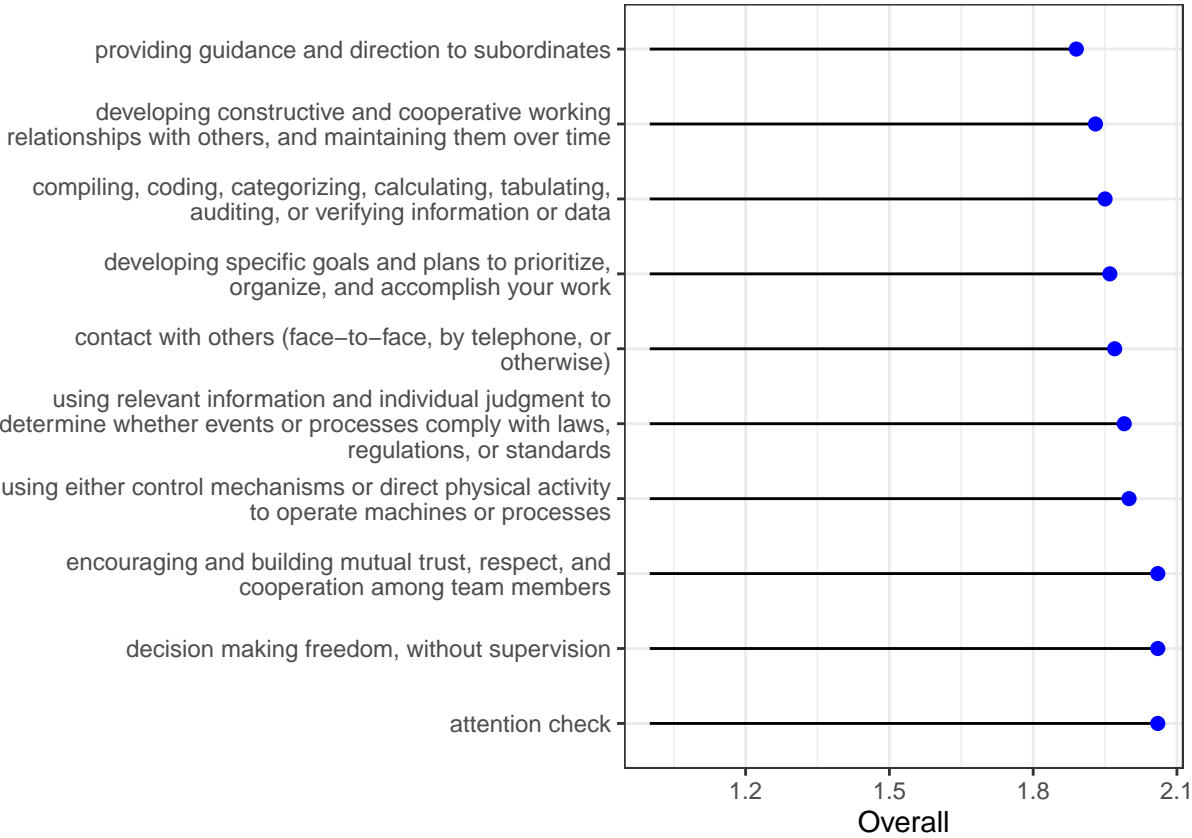 providing guidance and direction to subordinates
developing constructive and cooperative working
relationships with others, and maintaining them over time
compiling, coding, categorizing, calculating, tabulating,
auditing, or verifying information or data
developing specific goals and plans to prioritize,
organize, and accomplish your work
contact with others (face−to−face, by telephone, or
otherwise)
using relevant information and individual judgment to
determine whether events or processes comply with laws,
regulations, or standards
using either control mechanisms or direct physical activity
to operate machines or processes
encouraging and building mutual trust, respect, and
cooperation among team members
decision making freedom, without supervision
attention check
1.2 1.5 1.8 2.1
Overall